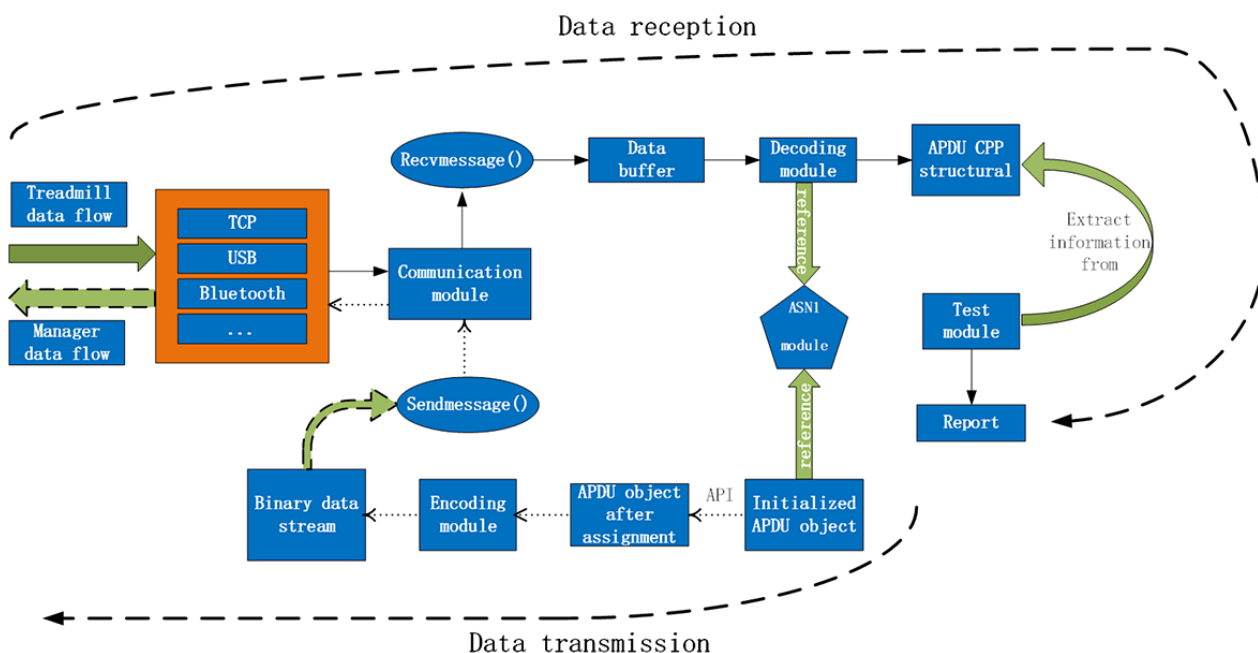 Data reception
Recvmessage()
Data
buffer
Decoding
module
APDU CPP
structural
Treadmill
data flow
TCP
USB
Bluetooth
...
Manager
data flow
Communication
module
reference
ASN1
module
Extract
information
from
Test
module
Report
Sendmessage()
reference
Binary data
stream
Encoding
module
APDU object
after
assignment
API
Initialized
APDU object
Data transmission